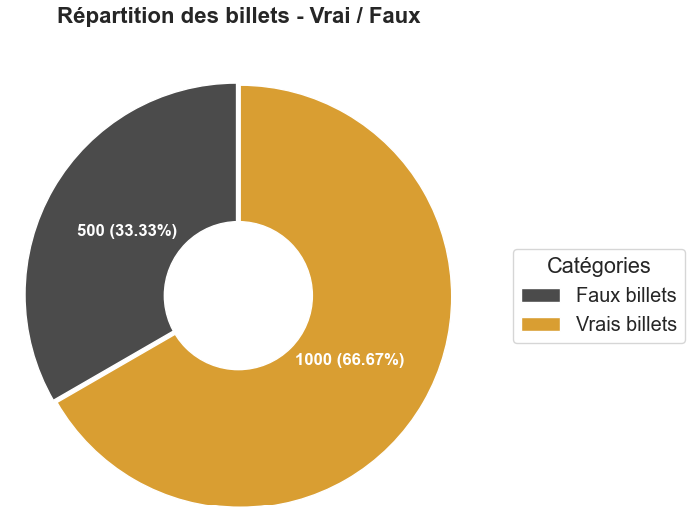 Répartition des billets - Vrai / Faux
500 (33.33%)
1000 (66.67%)
Catégories
Faux billets
Vrais billets